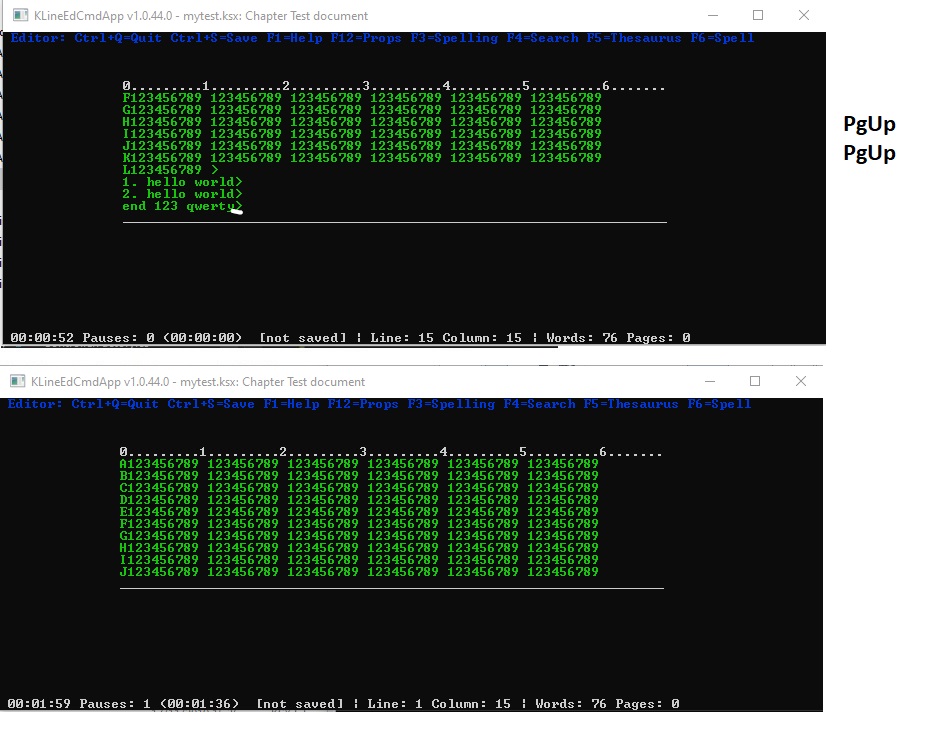 KLineEdCmdApp v1.0.44.0 - mytest.ksx: Chapter Test document
Editor: Ctrl+Q=Quit Ctrl+S=Save F1=Help F12=Props F3=Spelling F4=Search F5=Thesaurus F6=Spell
0.........1.........2.........3.........4.........5.........6.......
F123456789 123456789 123456789 123456789 123456789 123456789
G123456789 123456789 123456789 123456789 123456789 123456789
H123456789 123456789 123456789 123456789 123456789 123456789
I123456789 123456789 123456789 123456789 123456789 123456789
J123456789 123456789 123456789 123456789 123456789 123456789
K123456789 123456789 123456789 123456789 123456789 123456789
L123456789 >
1. hello world>
2. hello world>
end 123 qwerty>
00:00:52 Pauses: 0 (00:00:00) [not saved] ¦ Line: 15 Column: 15 ¦ Words: 76 Pages: 0
PgUp
PgUp
KLineEdCmdApp v1.0.44.0 - mytest.ksx: Chapter Test document
Editor: Ctrl+Q=Quit Ctrl+S=Save F1=Help F12=Props F3=Spelling F4=Search F5=Thesaurus F6=Spell
0.........1.........2.........3.........4.........5.........6.......
A123456789 123456789 123456789 123456789 123456789 123456789
B123456789 123456789 123456789 123456789 123456789 123456789
C123456789 123456789 123456789 123456789 123456789 123456789
D123456789 123456789 123456789 123456789 123456789 123456789
E123456789 123456789 123456789 123456789 123456789 123456789
F123456789 123456789 123456789 123456789 123456789 123456789
G123456789 123456789 123456789 123456789 123456789 123456789
H123456789 123456789 123456789 123456789 123456789 123456789
I123456789 123456789 123456789 123456789 123456789 123456789
J123456789 123456789 123456789 123456789 123456789 123456789
00:01:59 Pauses: 1 (00:01:36) [not saved] ¦ Line: 1 Column: 15 ¦ Words: 76 Pages: 0